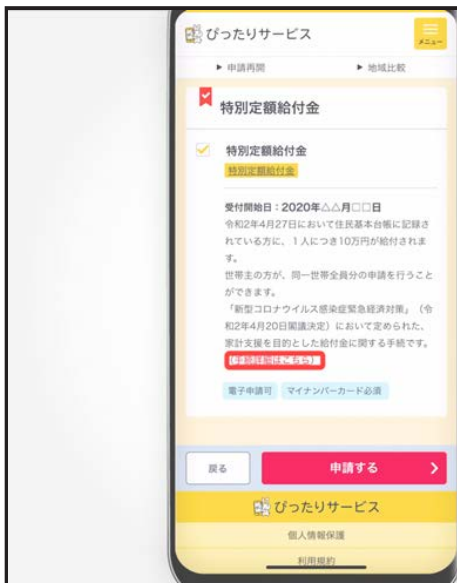 ぴったりサービス
メニュー
▶ 申請再開
▶ 地域比較
特別定額給付金
特別定額給付金
特別定額給付金
受付開始日：2020年△△月□□日
令和2年4月27日において住民基本台帳に記録さ
れている方に、1人につき10万円が給付されま
す。
世帯主の方が、同一世帯全員分の申請を行うこと
ができます。
「新型コロナウイルス感染症緊急経済対策」（令
和2年4月20日閣議決定）において定められた、
家計支援を目的とした給付金に関する手続です。
（手続詳細はこちら）
電子申請可
マイナンバーカード必須
戻る
申請する
ぴったりサービス
個人情報保護
利用規約